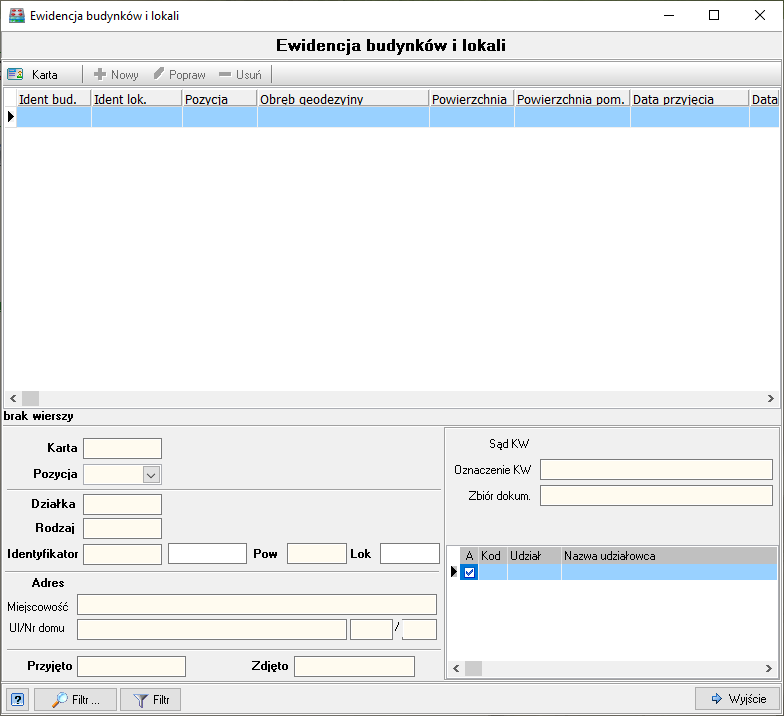 Ewidencja budynków i lokali
Ewidencja budynków i lokali
Karta Nowy Popraw Usuń
Ident bud. Ident lok. Pozycja Obręb geodezyjny Powierzchnia Powierzchnia pom. Data przyjęcia Data
brak wierszy
Karta
Pozycja
Działka
Rodzaj
Identyfikator Pow Lok
Adres
Miejscowość
Ul/Nr domu /
Przyjęto Zdjęto
Sąd KW
Oznaczenie KW
Zbiór dokum.
A Kod Udział Nazwa udziałowca
? Filtr ... Filtr Wyjście